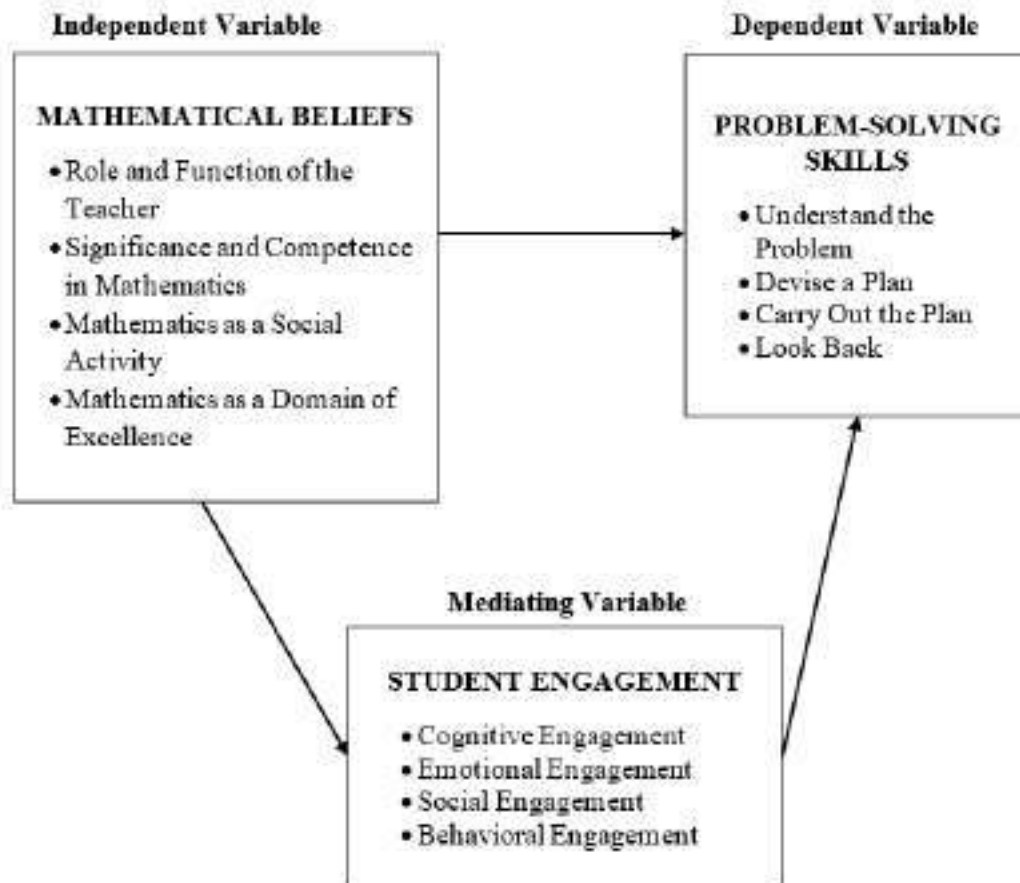 Independent Variable
MATHEMATICAL BELIEFS
•Role and Function of the
Teacher
•Significance and Competence
in Mathematics
•Mathematics as a Social
Activity
•Mathematics as a Domain of
Excellence
Dependent Variable
PROBLEM-SOLVING
SKILLS
•Understand the
Problem
•Devise a Plan
•Carry Out the Plan
•Look Back
Mediating Variable
STUDENT ENGAGEMENT
•Cognitive Engagement
•Emotional Engagement
•Social Engagement
•Behavioral Engagement